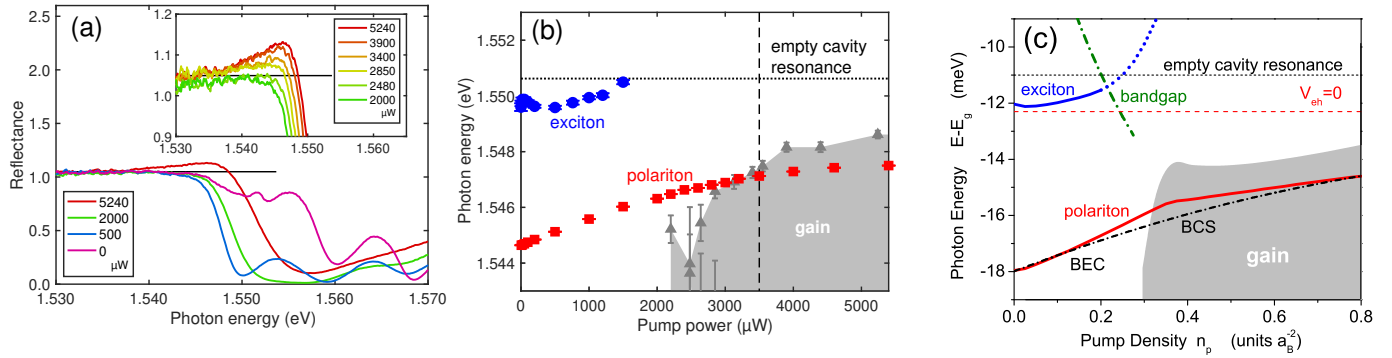 (a)
Reflectance
2.5
2.0
1.5
1.0
0.5
0.0
1.530
1.540
1.550
1.560
1.570
Photon energy (eV)
5240
2000
500
0
µW
1.2
1.1
1.0
0.9
1.530
1.540
1.550
1.560
5240
3900
3400
2850
2480
2000
µW
(b)
Photon energy (eV)
1.552
1.550
1.548
1.546
1.544
0
1000
2000
3000
4000
5000
Pump power (µW)
empty cavity
resonance
exciton
polariton
gain
(c)
Photon Energy E-E_g (meV)
-9
-12
-14
-16
-18
0.0
0.2
0.4
0.6
0.8
Pump Density n_p (units a_B^-2)
empty cavity resonance
exciton
bandgap
V_eh=0
polariton
BCS
BEC
gain